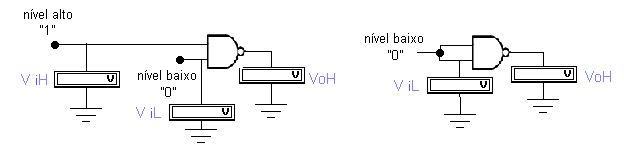 nível alto
"1"
V iH
V
nível baixo
"0"
V iL
V
V
VoH
nível baixo
"0"
V iL
V
V
VoH